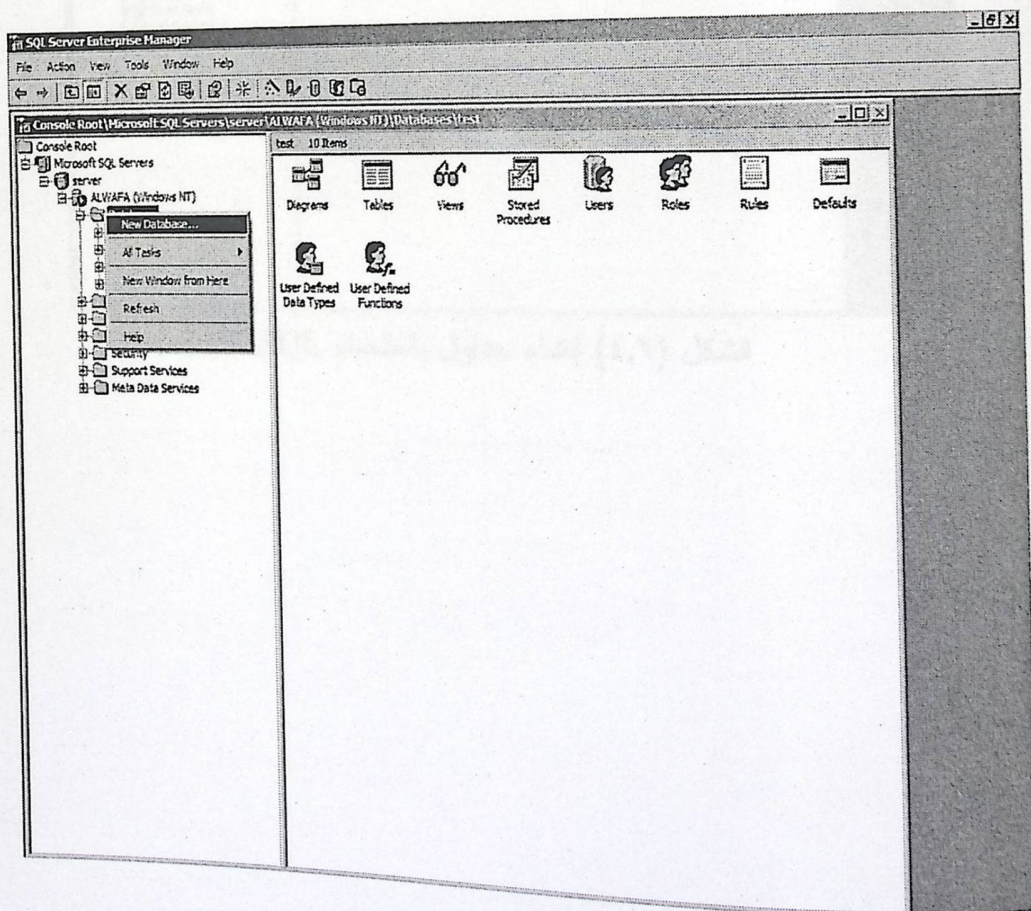 SQL Server Enterprise Manager
File Action View Tools Window Help
Console Root\Microsoft SQL Servers\server\ALWAFA (Windows NT)\Databases\test
Console Root
Microsoft SQL Servers
server
ALWAFA (Windows NT)
New Database...
All Tasks
New Window from Here
Refresh
Help
Security
Support Services
Meta Data Services
test 10 Items
Diagrams
Tables
Views
Stored Procedures
Users
Roles
Rules
Defaults
User Defined Data Types
User Defined Functions